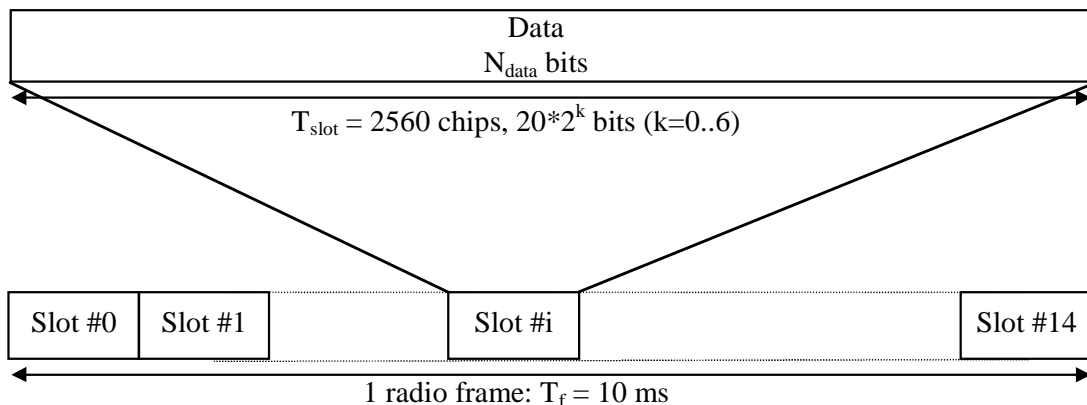 Data
N_data bits
T_slot = 2560 chips, 20*2^k bits (k=0..6)
Slot #0 Slot #1 Slot #i Slot #14
1 radio frame: T_f = 10 ms